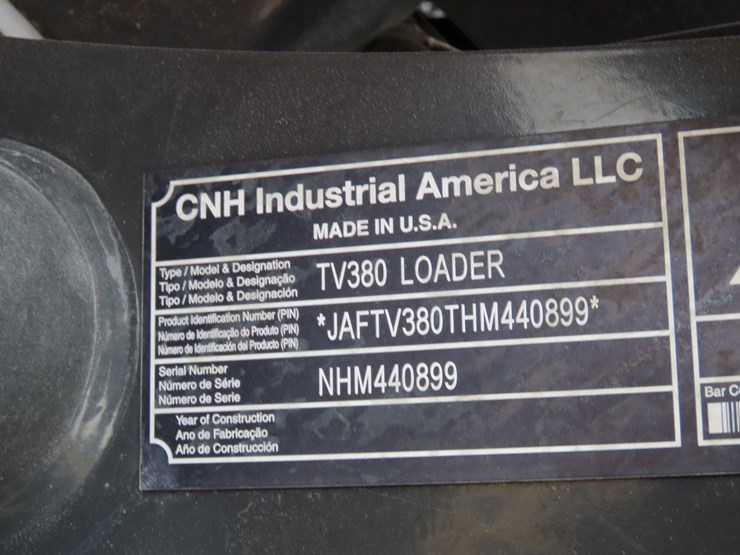 CNH Industrial America LLC
MADE IN U.S.A.
Type / Model & Designation
Tipo / Modelo & Designação
Tipo / Modelo & Designación
TV380 LOADER
Product Identification Number (PIN)
Número de Identificação do Produto (PIN)
Número de Identificación del Producto (PIN)
*JAFTV380THM440899*
Serial Number
Número de Série
Número de Serie
NHM440899
Year of Construction
Ano de Fabricação
Año de Construcción
Bar